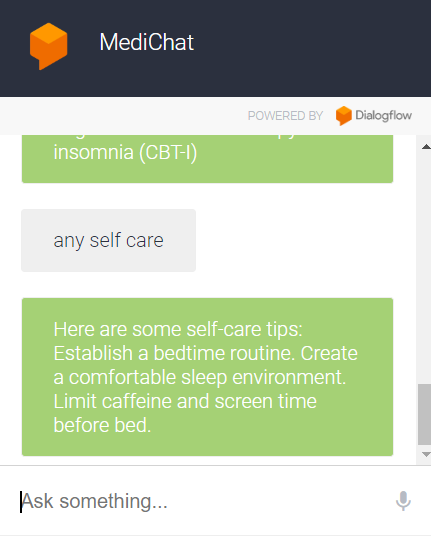 MediChat
POWERED BY Dialogflow
insomnia (CBT-I)
any self care
Here are some self-care tips:
Establish a bedtime routine. Create
a comfortable sleep environment.
Limit caffeine and screen time
before bed.
Ask something...